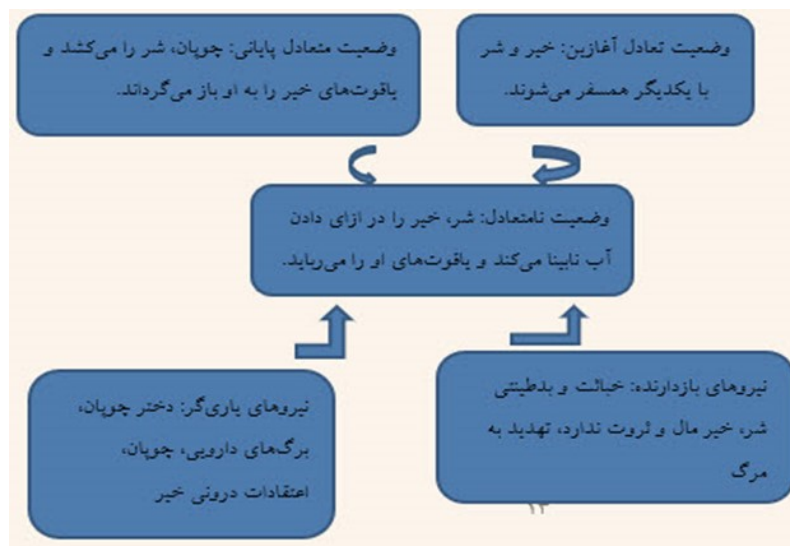 وضعیت تعادل آغازین: خیر و شر
با یکدیگر همسفر می‌شوند.
وضعیت متعادل پایانی: چوپان، شر را می‌کشد و
یاقوت‌های خیر را به او باز می‌گرداند.
وضعیت نامتعادل: شر، خیر را در ازای دادن
آب نابینا می‌کند و یاقوت‌های او را می‌رباید.
نیروهای بازدارنده: خباثت و بدطینتی
شر، خیر مال و ثروت ندارد، تهدید به
مرگ
نیروهای یاری‌گر: دختر چوپان،
برگ‌های دارویی، چوپان،
اعتقادات درونی خیر
۱۳